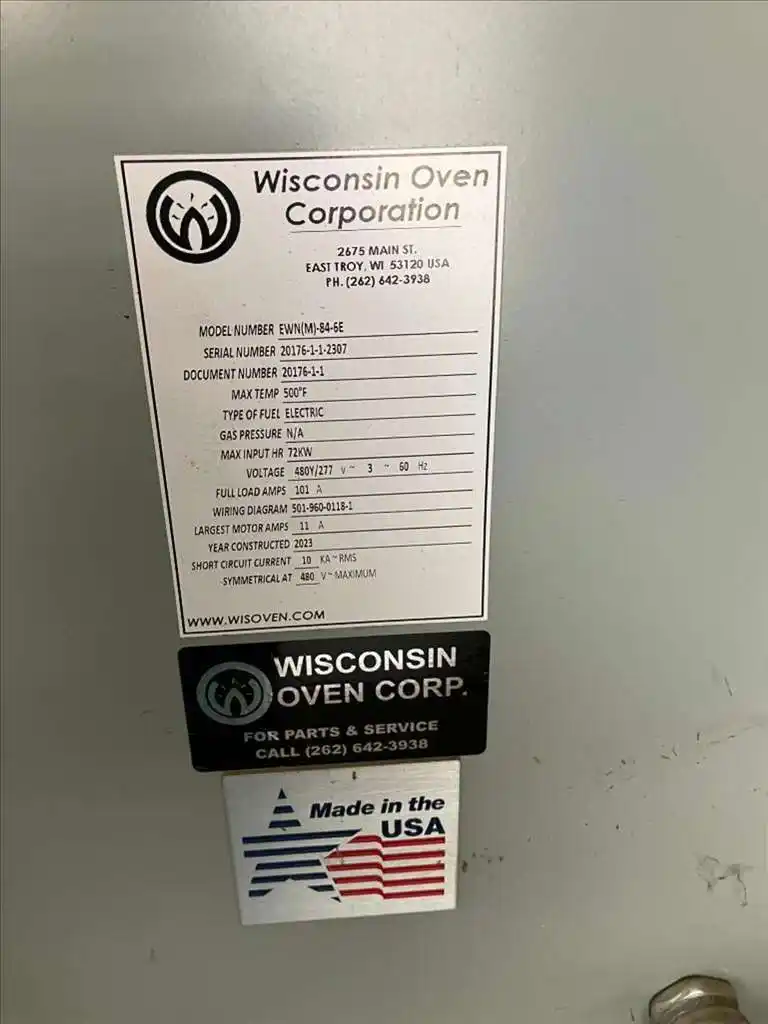 Wisconsin Oven
Corporation
2675 MAIN ST.
EAST TROY, WI 53120 USA
PH. (262) 642-3938
MODEL NUMBER EWN(M)-84-6E
SERIAL NUMBER 20176-1-1-2307
DOCUMENT NUMBER 20176-1-1
MAX TEMP 500°F
TYPE OF FUEL ELECTRIC
GAS PRESSURE N/A
MAX INPUT HR 72KW
VOLTAGE 480Y/277 V~ 3 ~ 60 Hz
FULL LOAD AMPS 101 A
WIRING DIAGRAM 501-960-0118-1
LARGEST MOTOR AMPS 11 A
YEAR CONSTRUCTED 2023
SHORT CIRCUIT CURRENT 10 KA~RMS
SYMMETRICAL AT 480 V~MAXIMUM
WWW.WISOVEN.COM
WISCONSIN
OVEN CORP.
FOR PARTS & SERVICE
CALL (262) 642-3938
Made in the
USA